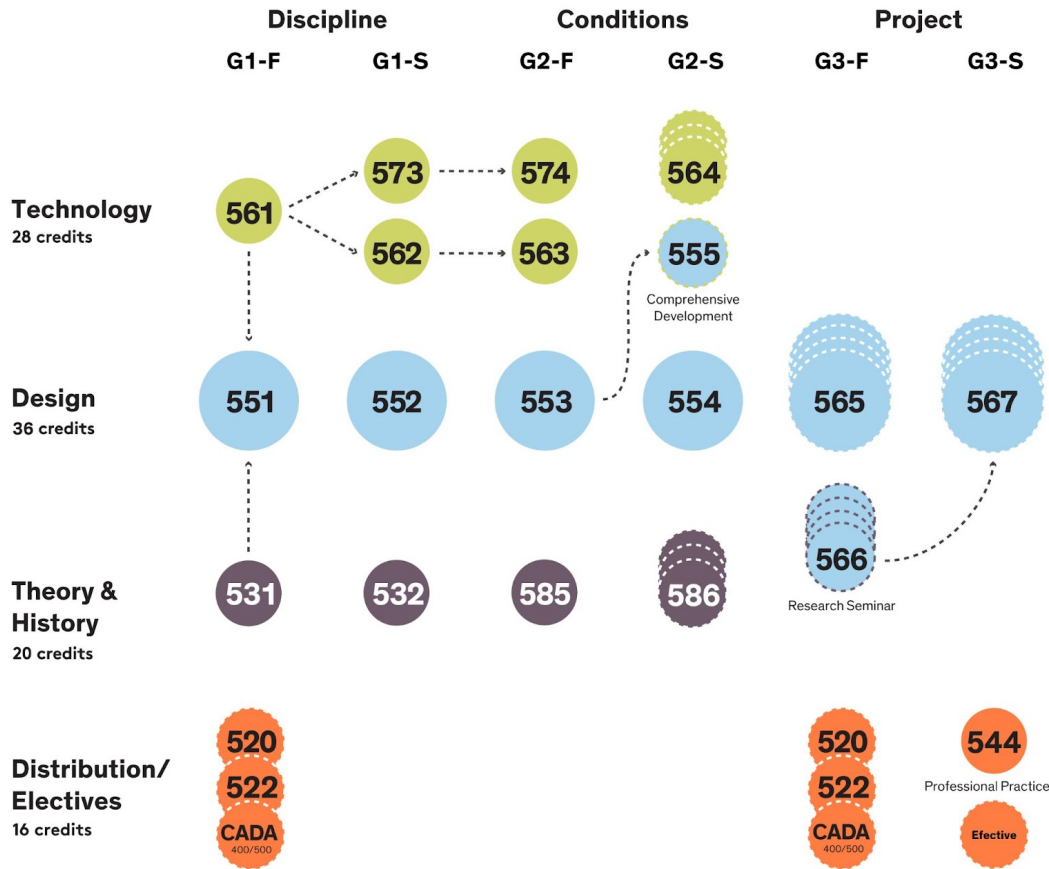 Discipline
Conditions
Project
G1-F
G1-S
G2-F
G2-S
G3-F
G3-S
Technology
28 credits
561
573
562
574
563
564
555
Comprehensive
Development
Design
36 credits
551
552
553
554
565
567
Theory &
History
20 credits
531
532
585
586
566
Research Seminar
Distribution/
Electives
16 credits
520
522
CADA
400/500
520
522
CADA
400/500
544
Professional Practice
Efective